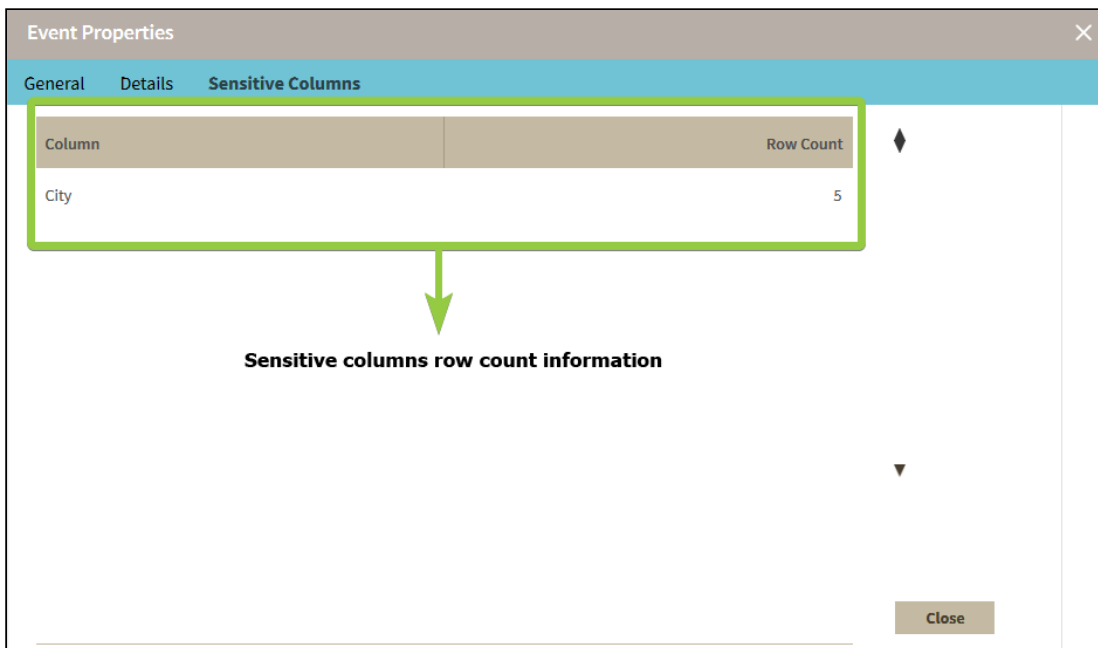 Event Properties
General Details Sensitive Columns
Column Row Count
City 5
Sensitive columns row count information
Close